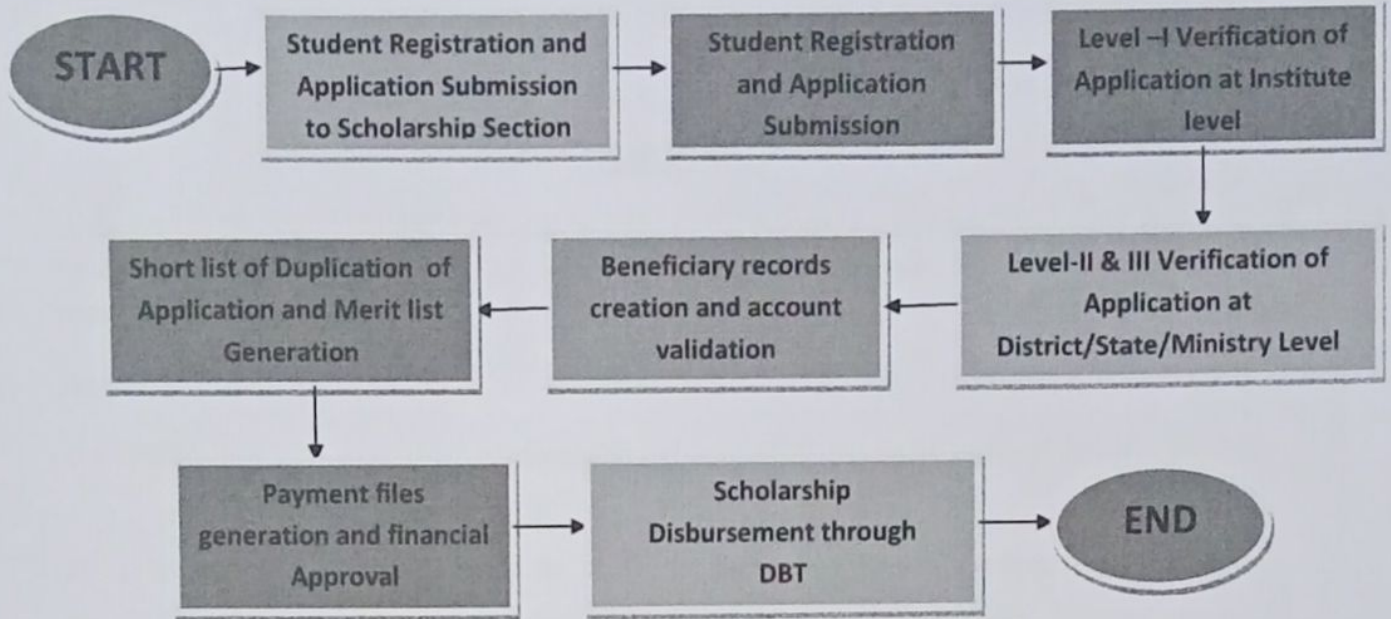 START
Student Registration and
Application Submission
to Scholarship Section
Student Registration
and Application
Submission
Level –I Verification of
Application at Institute
level
Level-II & III Verification of
Application at
District/State/Ministry Level
Beneficiary records
creation and account
validation
Short list of Duplication of
Application and Merit list
Generation
Payment files
generation and financial
Approval
Scholarship
Disbursement through
DBT
END